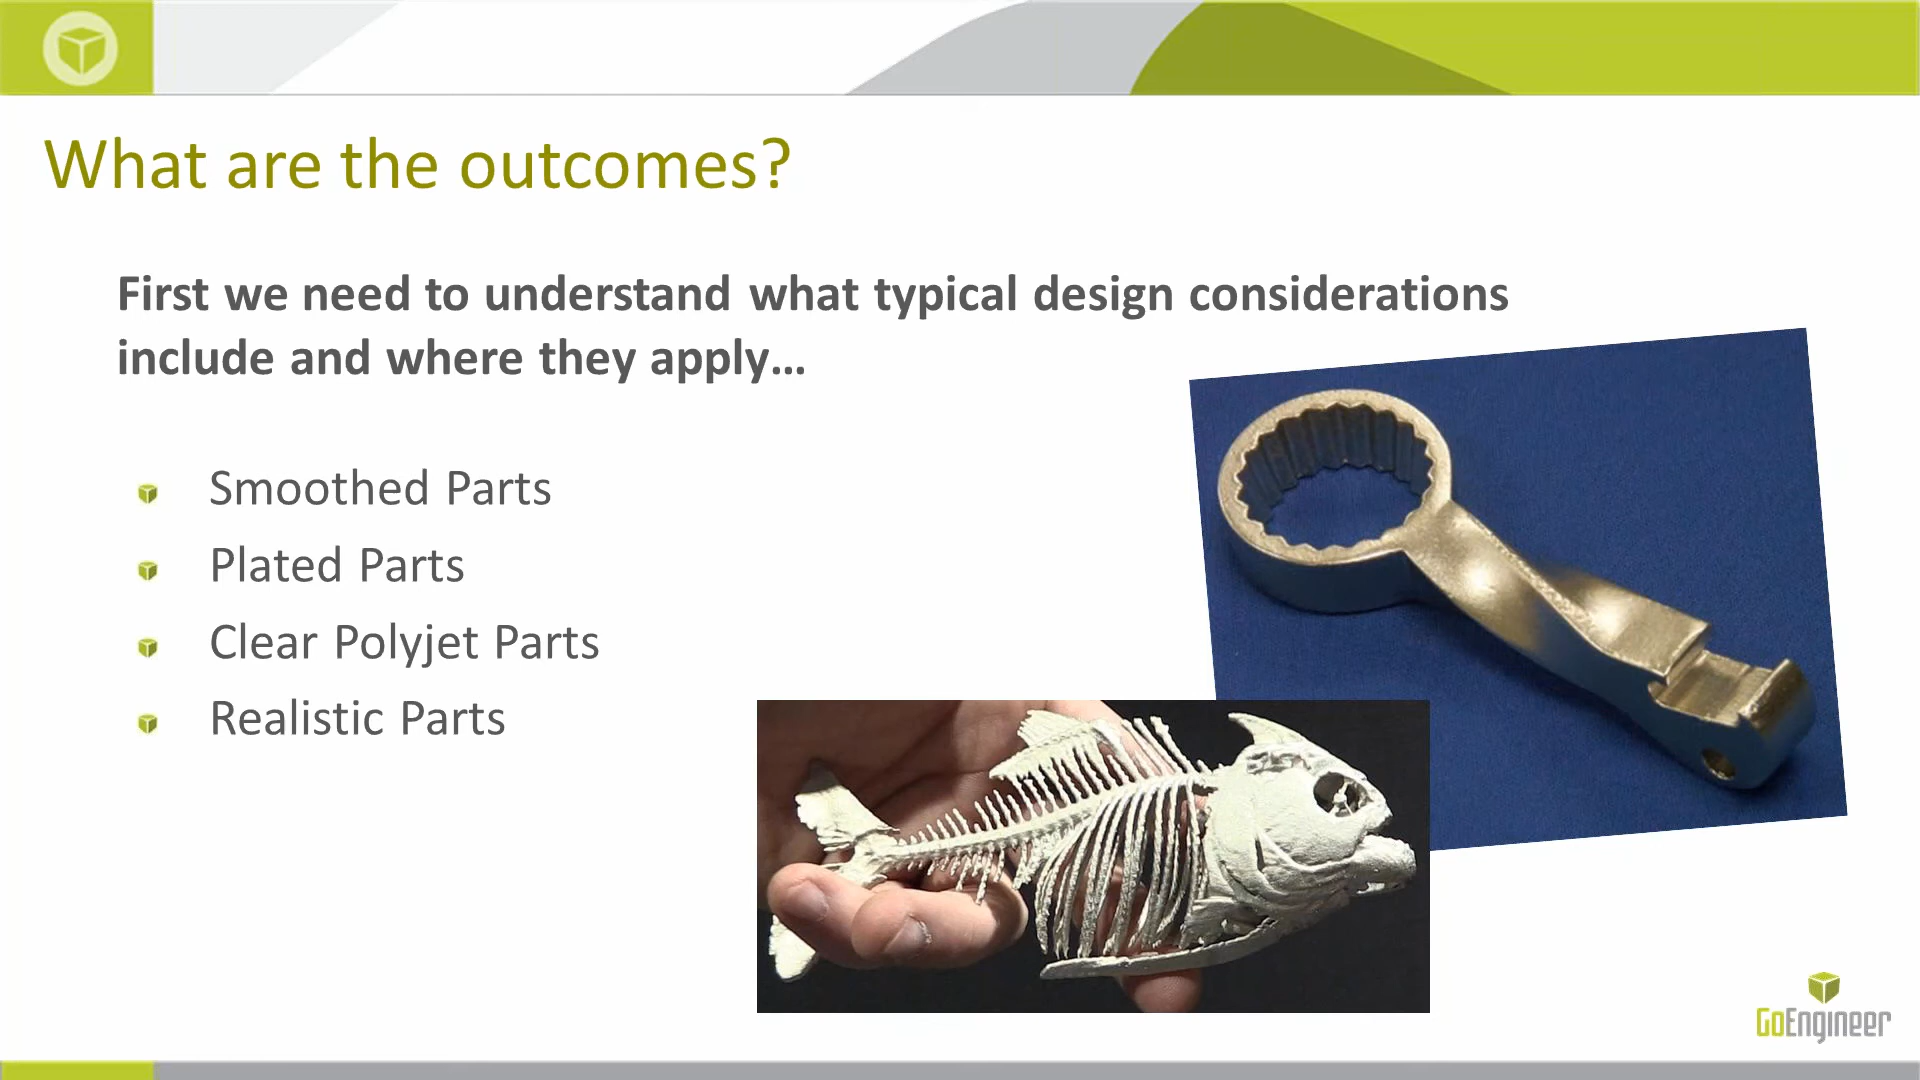 What are the outcomes?
First we need to understand what typical design considerations
include and where they apply…
Smoothed Parts
Plated Parts
Clear Polyjet Parts
Realistic Parts
GoEngineer